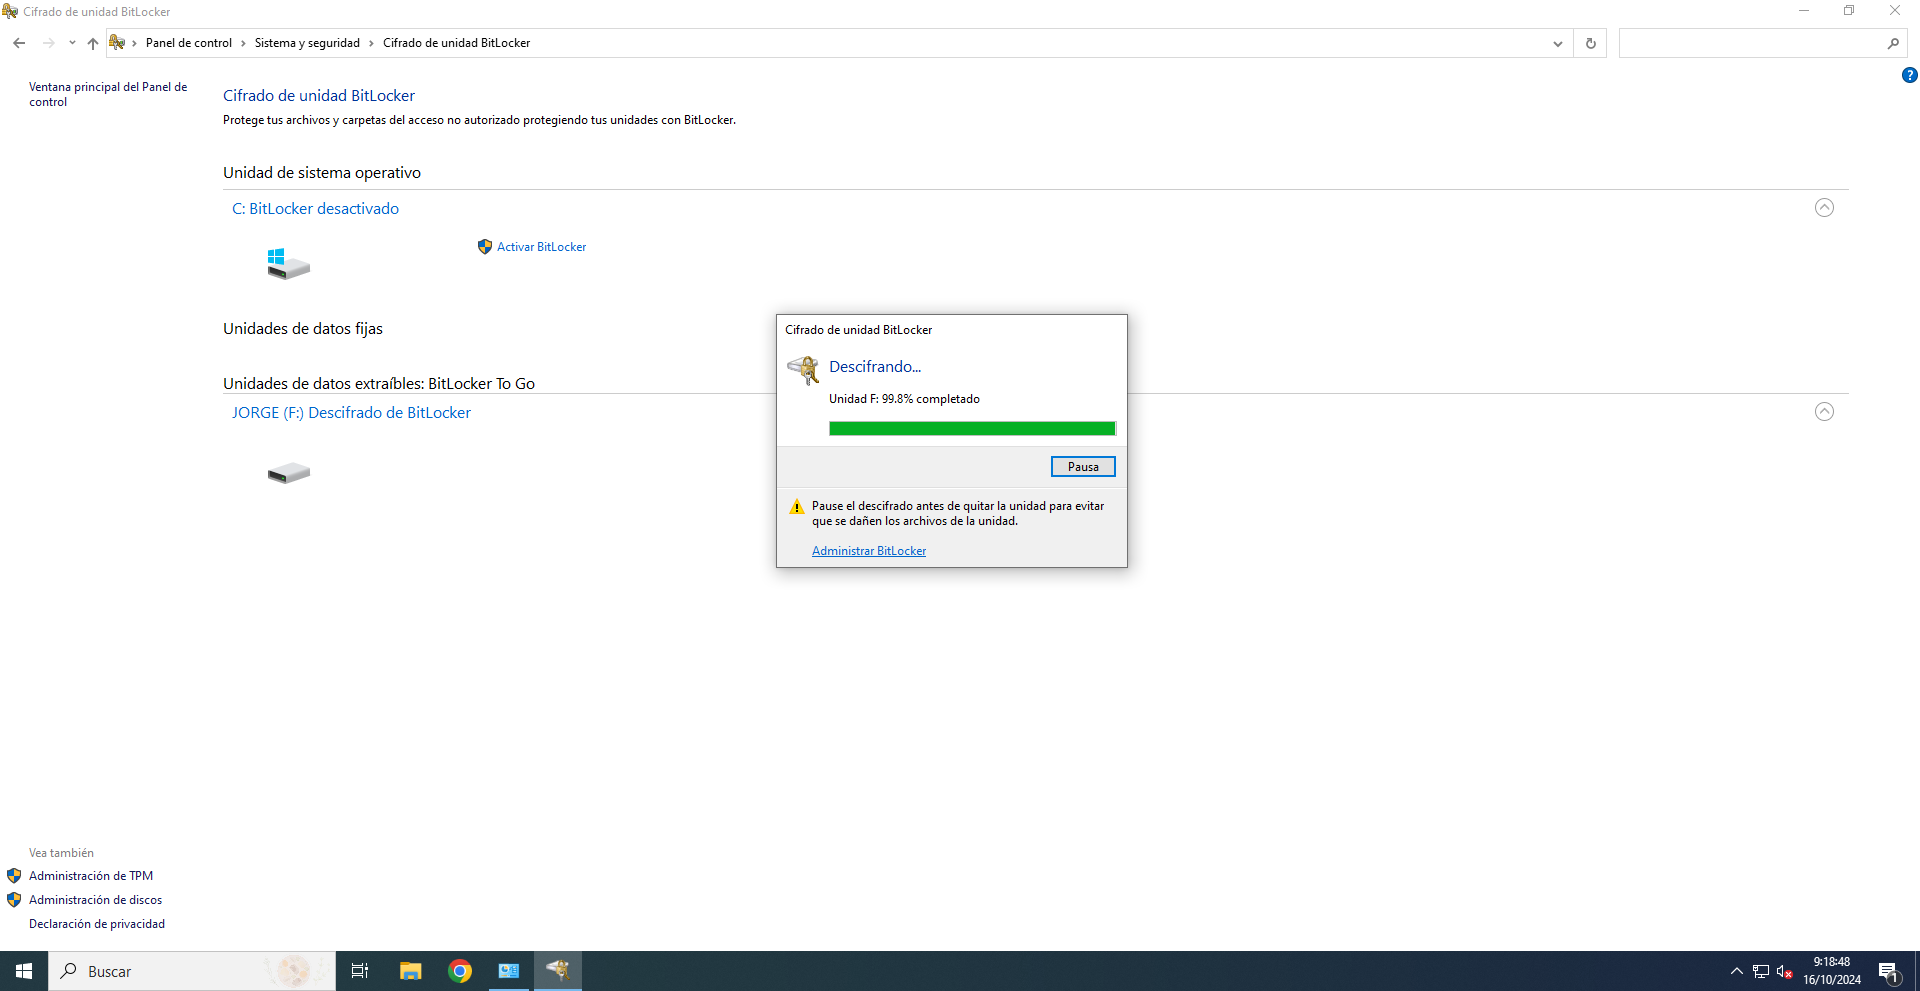 Cifrado de unidad BitLocker
Panel de control › Sistema y seguridad › Cifrado de unidad BitLocker
Ventana principal del Panel de
control
Cifrado de unidad BitLocker
Protege tus archivos y carpetas del acceso no autorizado protegiendo tus unidades con BitLocker.
Unidad de sistema operativo
C: BitLocker desactivado
Activar BitLocker
Unidades de datos fijas
Unidades de datos extraíbles: BitLocker To Go
JORGE (F:) Descifrado de BitLocker
Cifrado de unidad BitLocker
Descifrando...
Unidad F: 99.8% completado
Pausa
Pause el descifrado antes de quitar la unidad para evitar
que se dañen los archivos de la unidad.
Administrar BitLocker
Vea también
Administración de TPM
Administración de discos
Declaración de privacidad
Buscar
9:18:48
16/10/2024
1
?